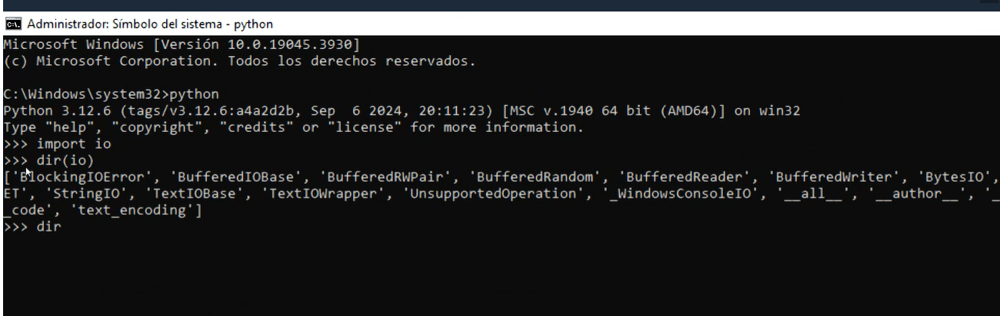 Administrador: Símbolo del sistema - python
Microsoft Windows [Versión 10.0.19045.3930]
(c) Microsoft Corporation. Todos los derechos reservados.
C:\Windows\system32>python
Python 3.12.6 (tags/v3.12.6:a4a2d2b, Sep  6 2024, 20:11:23) [MSC v.1940 64 bit (AMD64)] on win32
Type "help", "copyright", "credits" or "license" for more information.
>>> import io
>>> dir(io)
['BlockingIOError', 'BufferedIOBase', 'BufferedRWPair', 'BufferedRandom', 'BufferedReader', 'BufferedWriter', 'BytesIO',
ET', 'StringIO', 'TextIOBase', 'TextIOWrapper', 'UnsupportedOperation', '_WindowsConsoleIO', '__all__', '__author__', '_
_code', 'text_encoding']
>>> dir